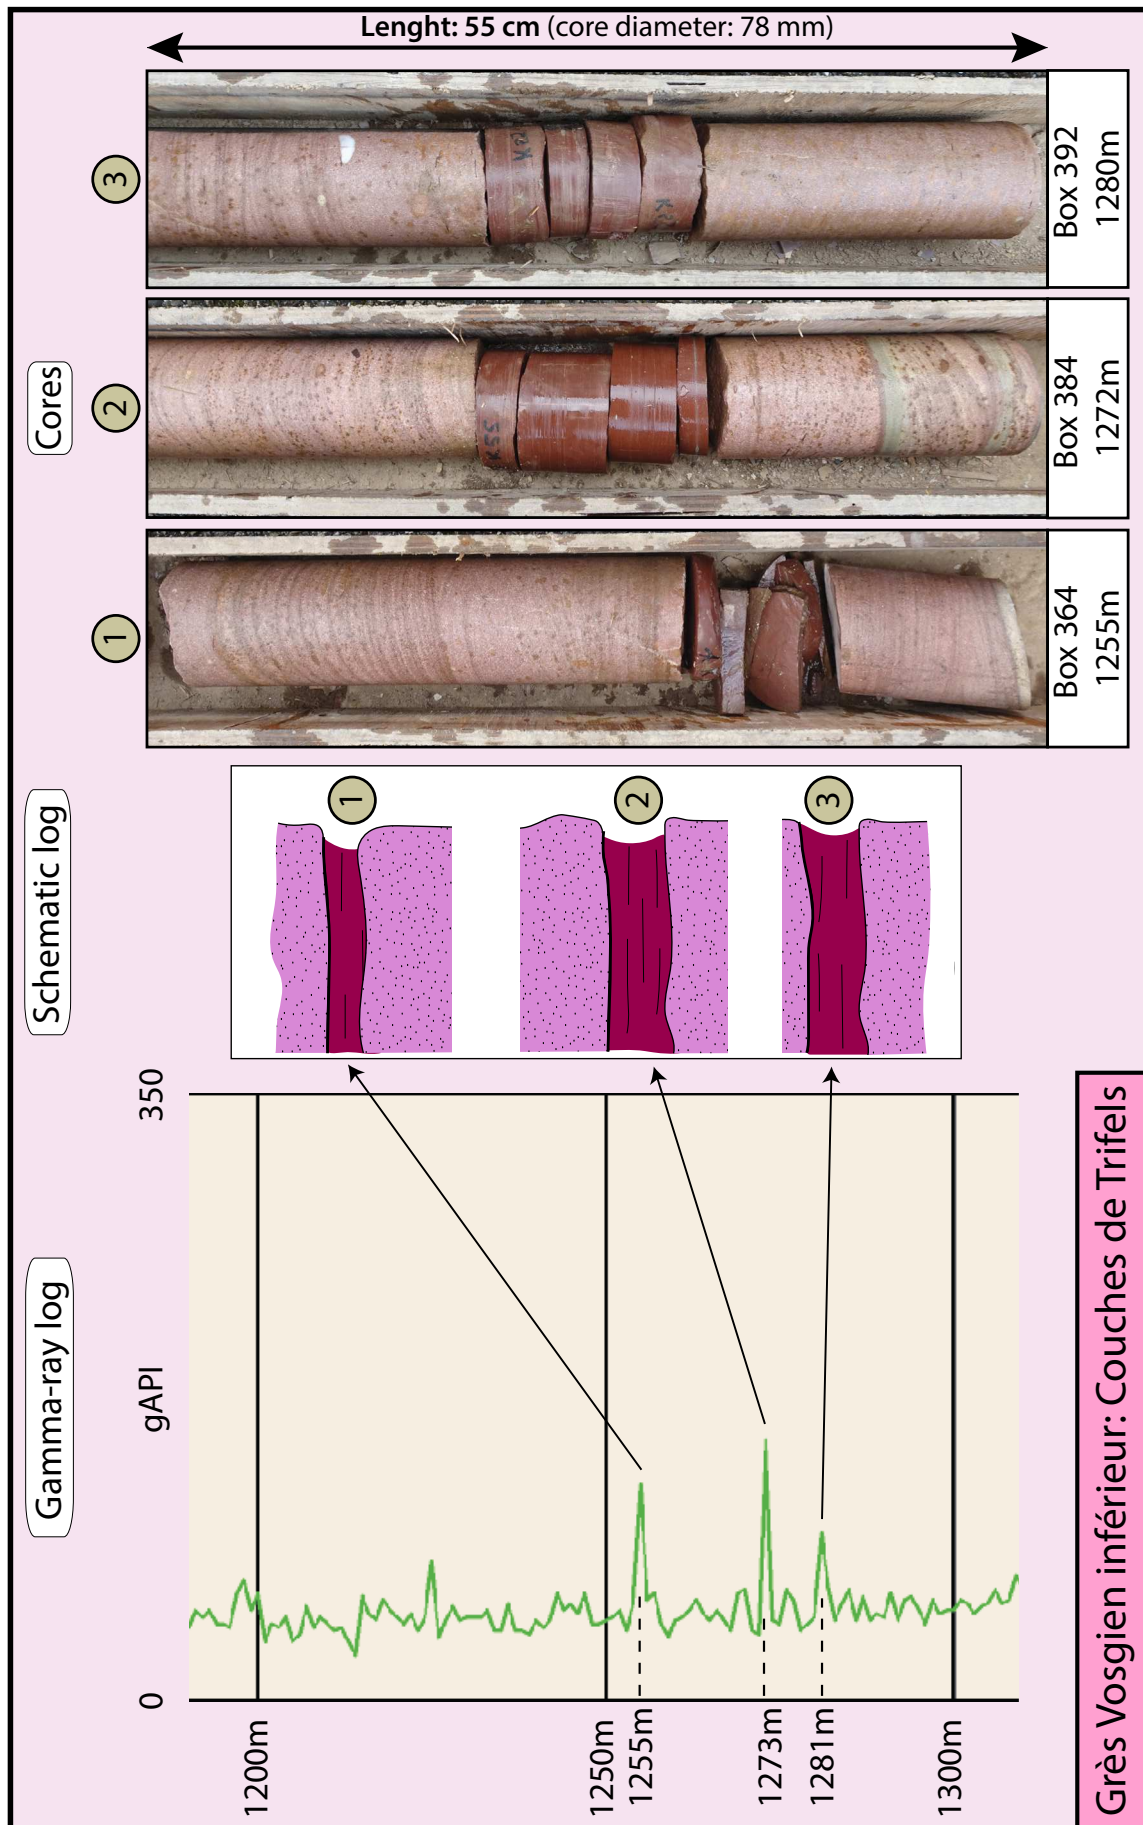 Lenght: 55 cm (core diameter: 78 mm)
Gamma-ray log
Schematic log
Cores
0
gAPI
350
1
2
3
1200m
1250m
1255m
1273m
1281m
1300m
1
2
3
Box 364
1255m
Box 384
1272m
Box 392
1280m
Grès Vosgien inférieur: Couches de Trifels